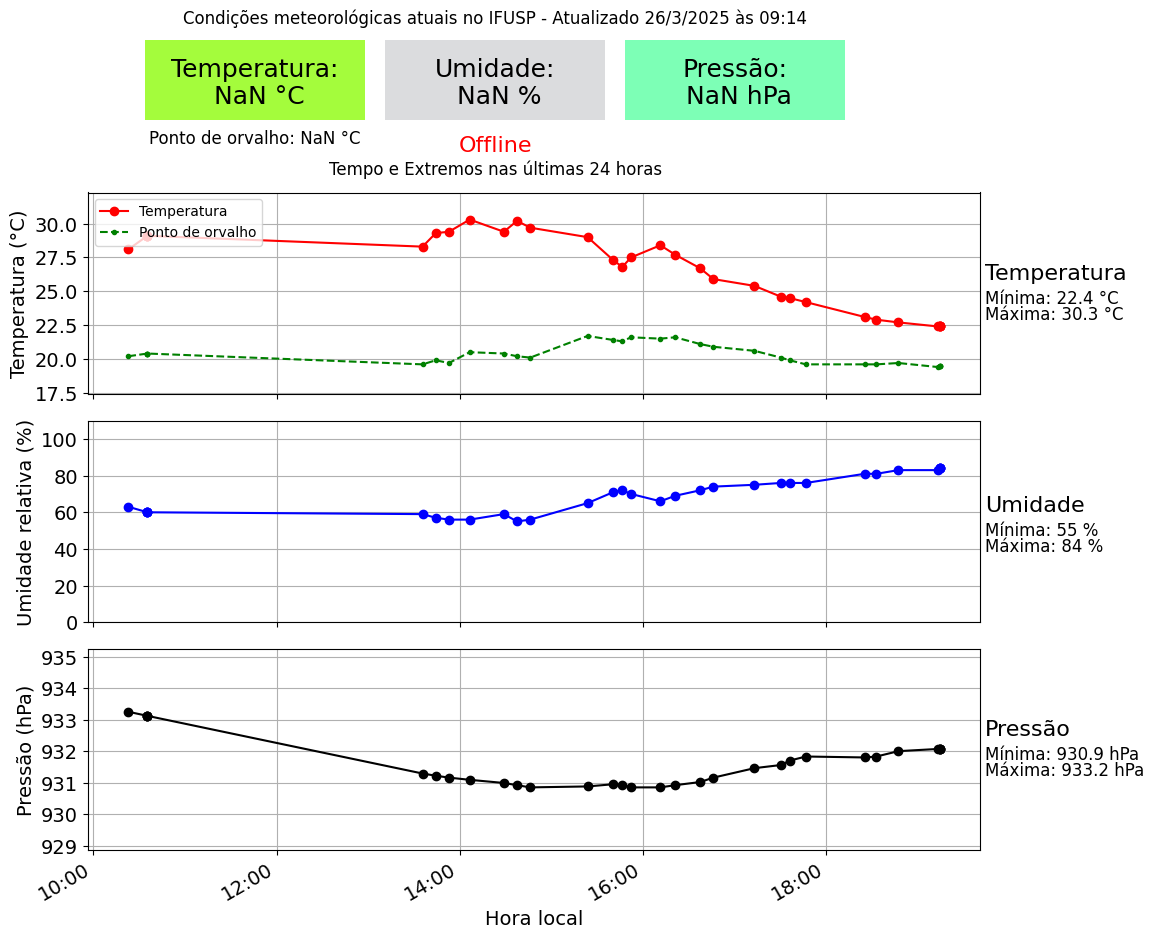 Condições meteorológicas atuais no IFUSP - Atualizado 26/3/2025 às 09:14
Temperatura:
NaN °C
Umidade:
NaN %
Pressão:
NaN hPa
Ponto de orvalho: NaN °C
Offline
Tempo e Extremos nas últimas 24 horas
Temperatura (°C)
30.0
27.5
25.0
22.5
20.0
17.5
Temperatura
Ponto de orvalho
Temperatura
Mínima: 22.4 °C
Máxima: 30.3 °C
Umidade relativa (%)
100
80
60
40
20
0
Umidade
Mínima: 55 %
Máxima: 84 %
Pressão (hPa)
935
934
933
932
931
930
929
Pressão
Mínima: 930.9 hPa
Máxima: 933.2 hPa
10:00
12:00
14:00
16:00
18:00
Hora local